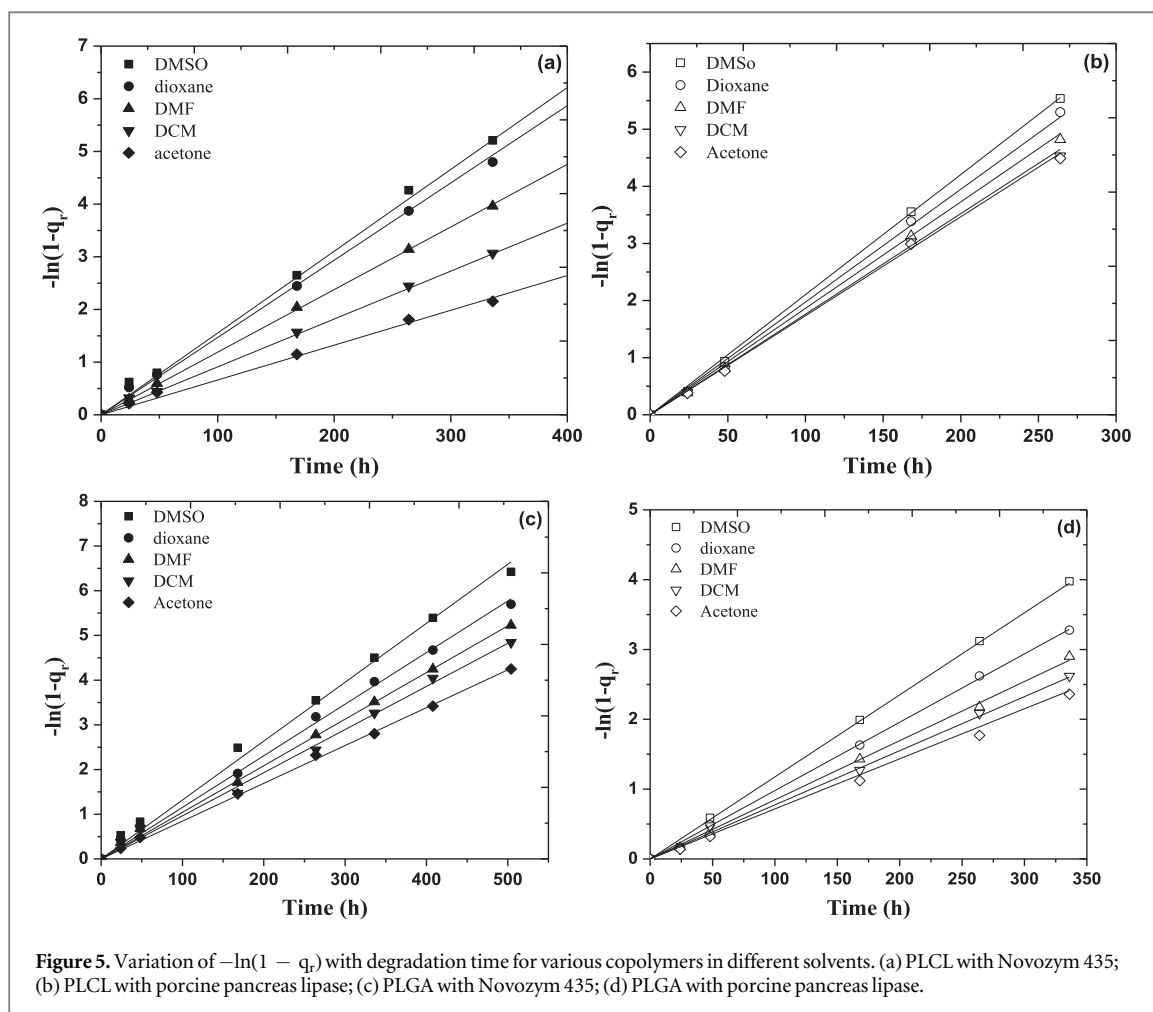 7
6
5
4
3
2
1
0
-ln(1-qr)
DMSO
dioxane
DMF
DCM
acetone
(a)
0 100 200 300 400
Time (h)
6
5
4
3
2
1
0
-ln(1-qr)
DMSo
Dioxane
DMF
DCM
Acetone
(b)
0 50 100 150 200 250 300
Time (h)
8
7
6
5
4
3
2
1
0
-ln(1-qr)
DMSO
dioxane
DMF
DCM
Acetone
(c)
0 100 200 300 400 500
Time (h)
5
4
3
2
1
0
-ln(1-qr)
DMSO
dioxane
DMF
DCM
Acetone
(d)
0 50 100 150 200 250 300 350
Time (h)
Figure 5. Variation of −ln(1 − qr) with degradation time for various copolymers in different solvents. (a) PLCL with Novozym 435;
(b) PLCL with porcine pancreas lipase; (c) PLGA with Novozym 435; (d) PLGA with porcine pancreas lipase.